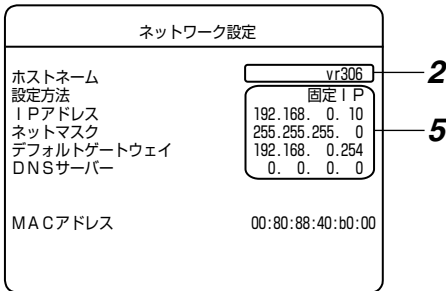 ネットワーク設定
ホストネーム vr306 2
設定方法 固定ＩＰ
ＩＰアドレス 192.168. 0. 10
ネットマスク 255.255.255. 0 5
デフォルトゲートウェイ 192.168. 0.254
ＤＮＳサーバー 0. 0. 0. 0
ＭＡＣアドレス 00:80:88:40:b0:00